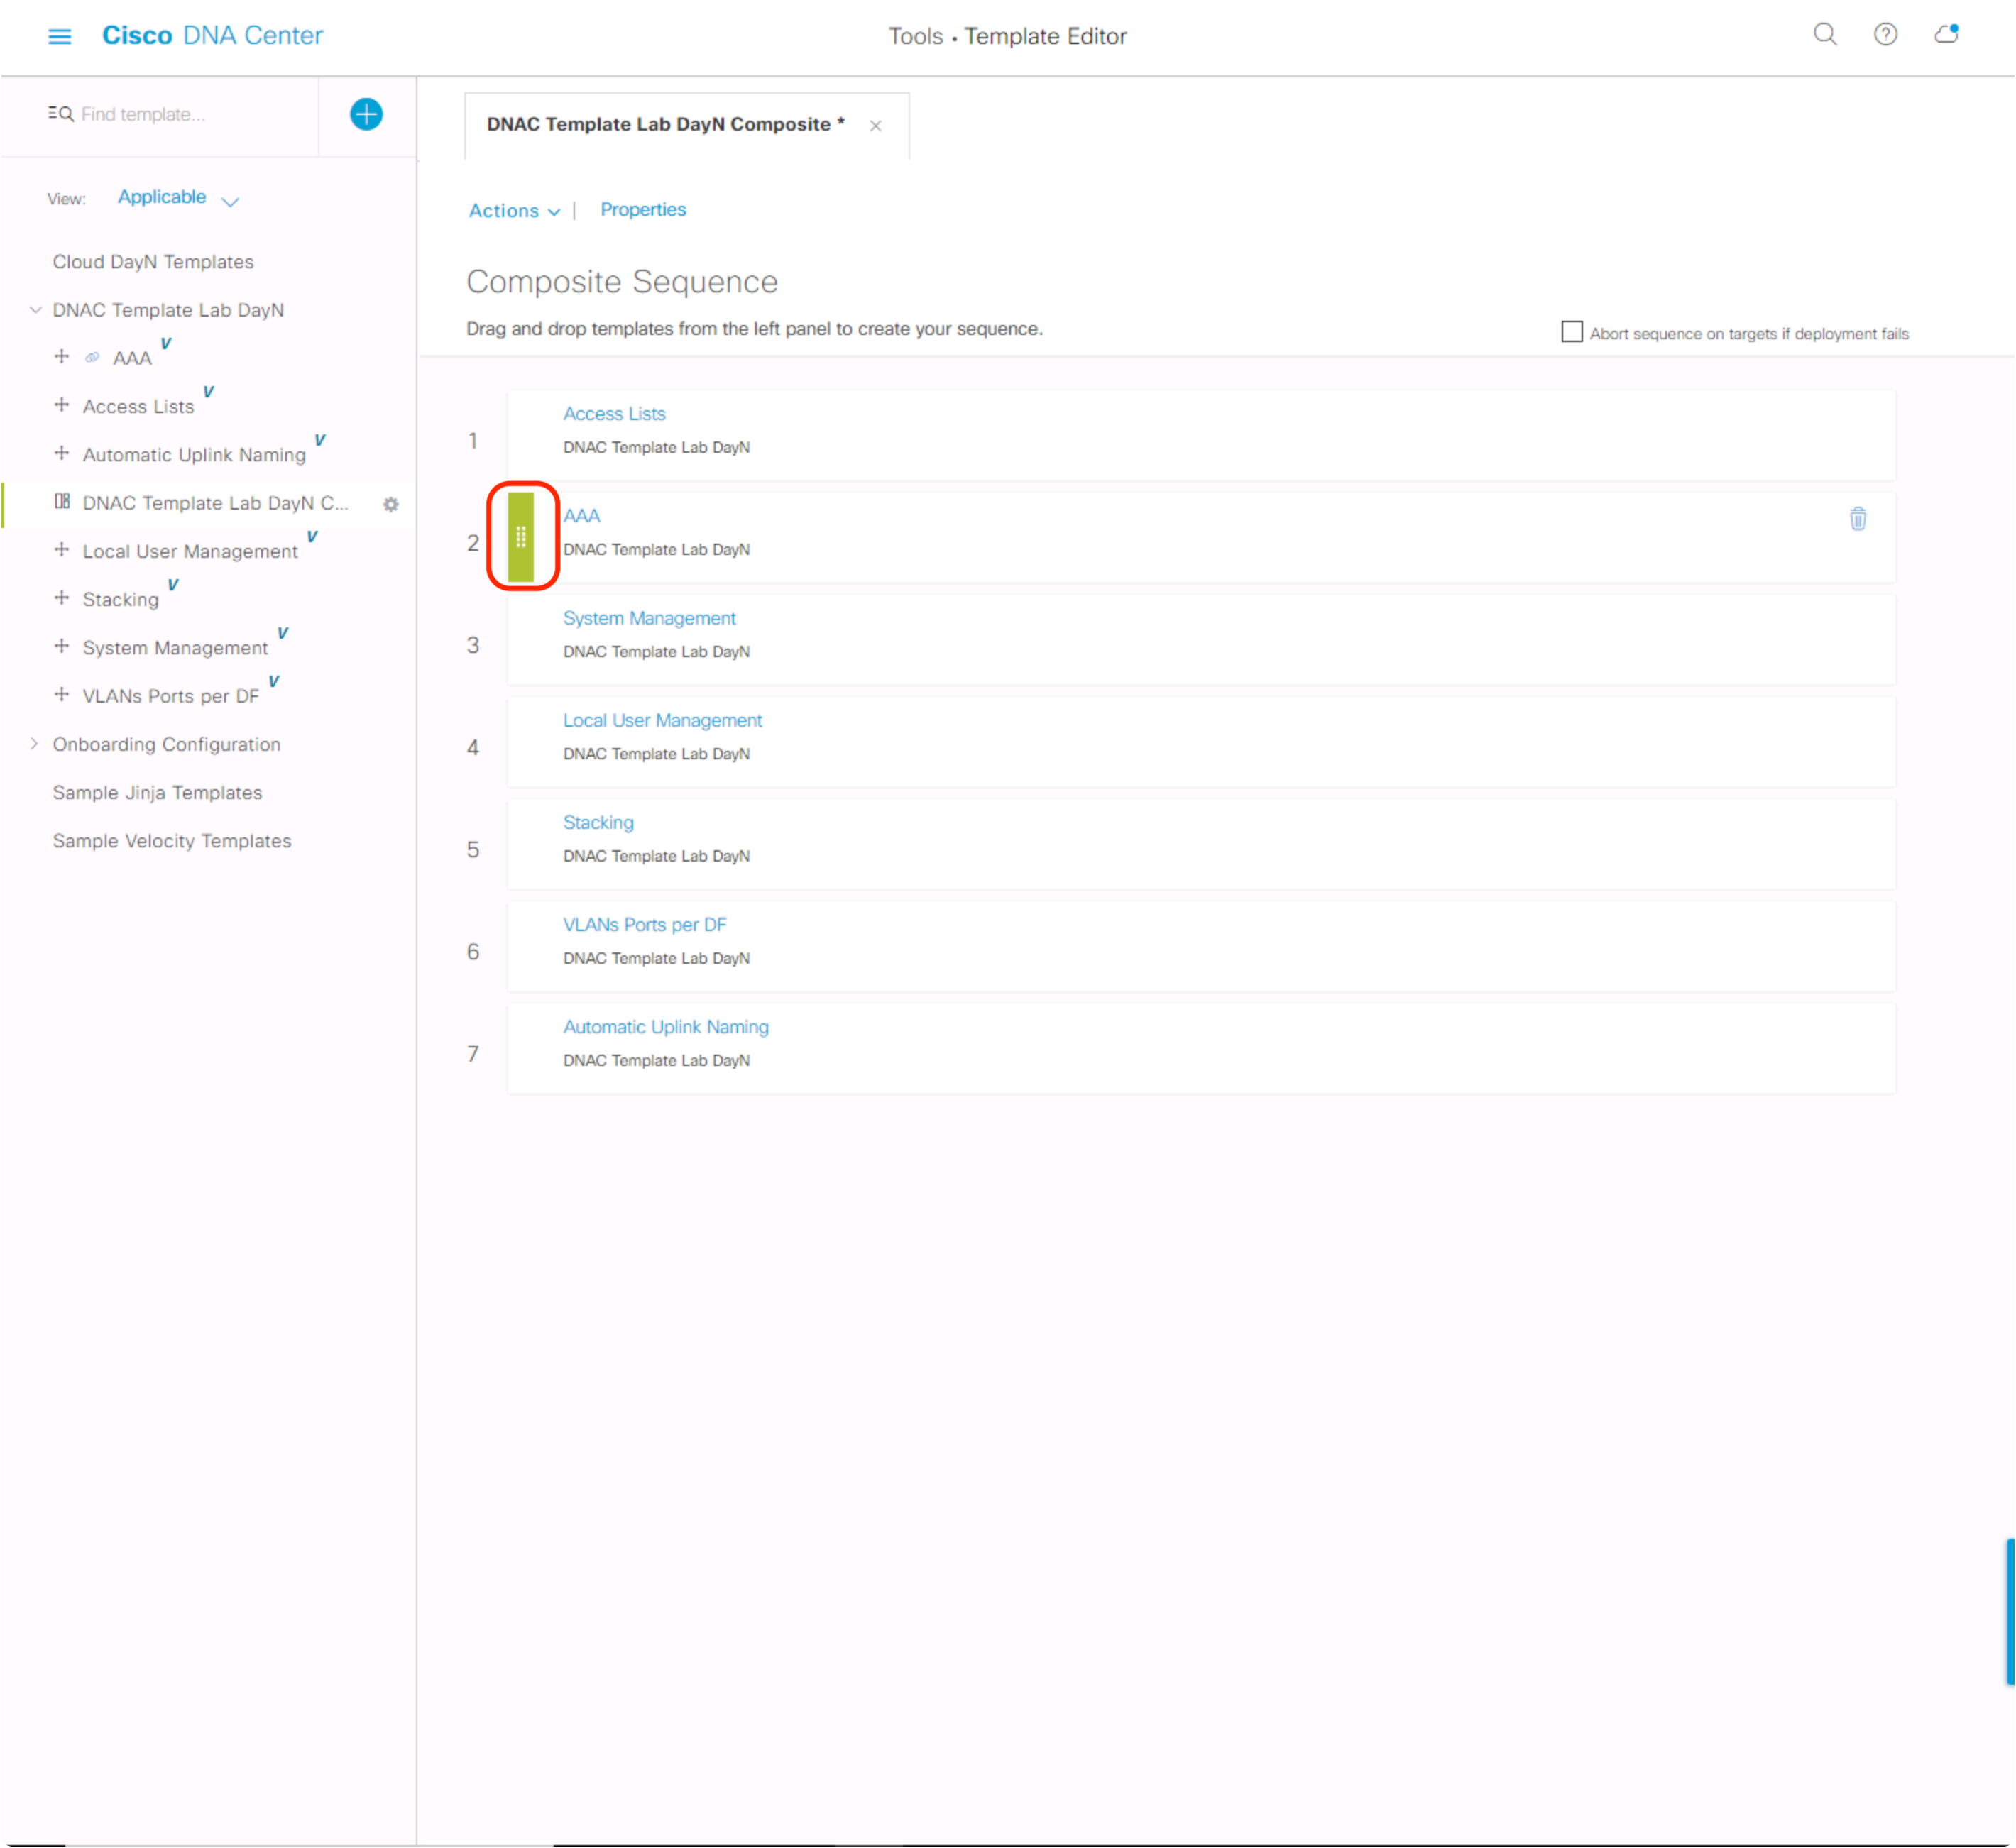 Cisco DNA Center
Tools • Template Editor
Find template...
DNAC Template Lab DayN Composite *
View: Applicable
Actions | Properties
Cloud DayN Templates
DNAC Template Lab DayN
AAA V
Access Lists V
Automatic Uplink Naming V
DNAC Template Lab DayN C...
Local User Management V
Stacking V
System Management V
VLANs Ports per DF V
Onboarding Configuration
Sample Jinja Templates
Sample Velocity Templates
Composite Sequence
Drag and drop templates from the left panel to create your sequence.
Abort sequence on targets if deployment fails
1
Access Lists
DNAC Template Lab DayN
2
AAA
DNAC Template Lab DayN
3
System Management
DNAC Template Lab DayN
4
Local User Management
DNAC Template Lab DayN
5
Stacking
DNAC Template Lab DayN
6
VLANs Ports per DF
DNAC Template Lab DayN
7
Automatic Uplink Naming
DNAC Template Lab DayN